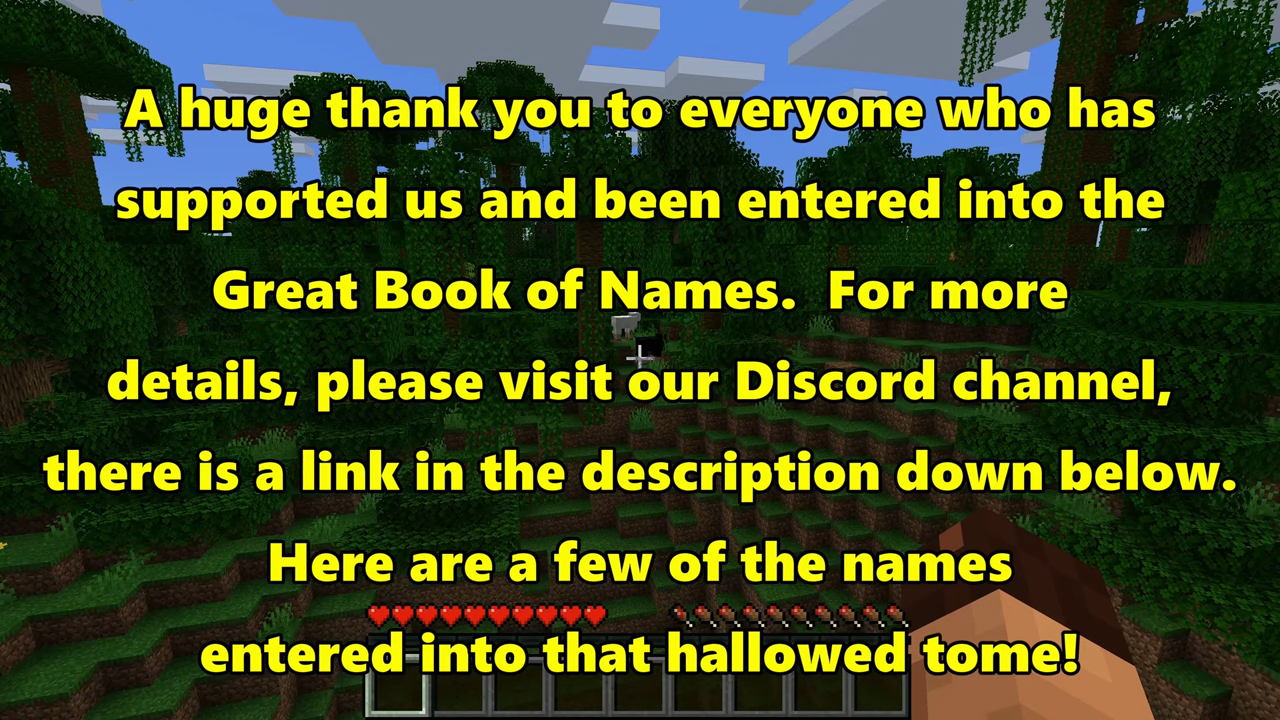 A huge thank you to everyone who has
supported us and been entered into the
Great Book of Names.  For more
details, please visit our Discord channel,
there is a link in the description down below.
Here are a few of the names
entered into that hallowed tome!